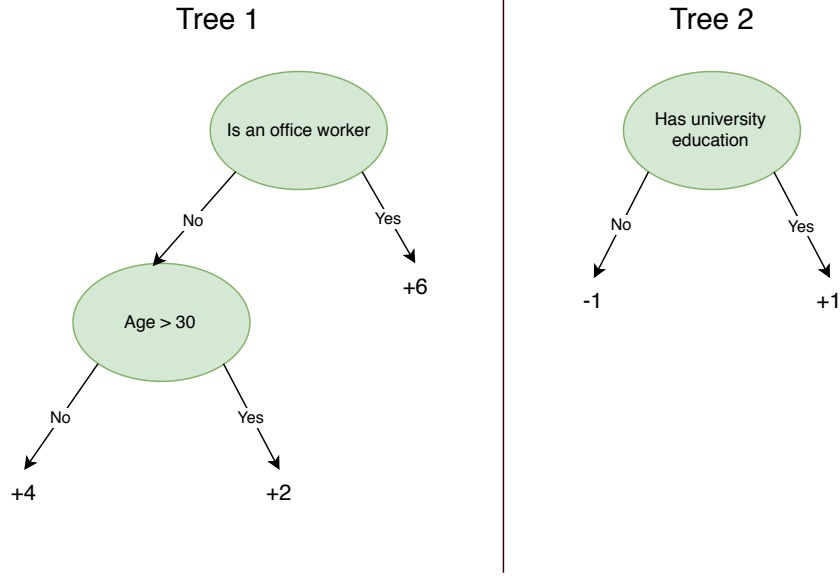 Tree 1
Is an office worker
No
Yes
+6
Age > 30
No
Yes
+4
+2
Tree 2
Has university
education
No
Yes
-1
+1